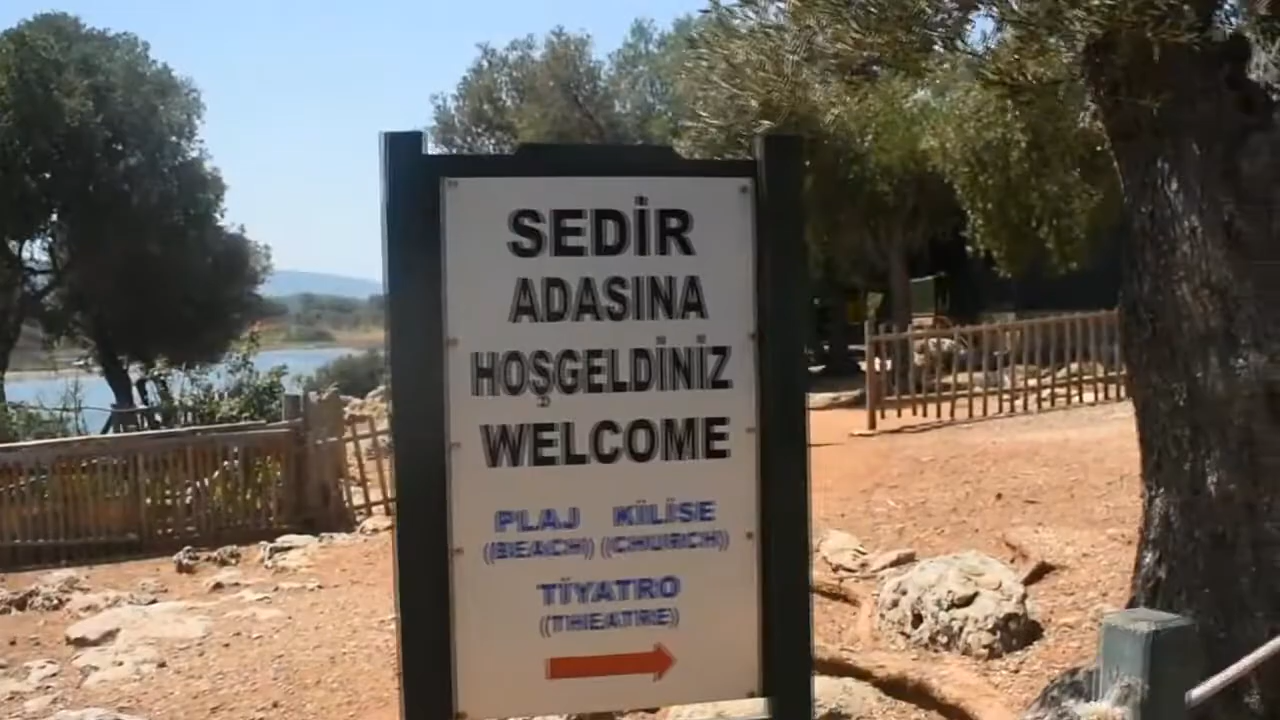 SEDİR
ADASINA
HOŞGELDİNİZ
WELCOME
PLAJ KİLİSE
(BEACH) (CHURCH)
TİYATRO
(THEATRE)